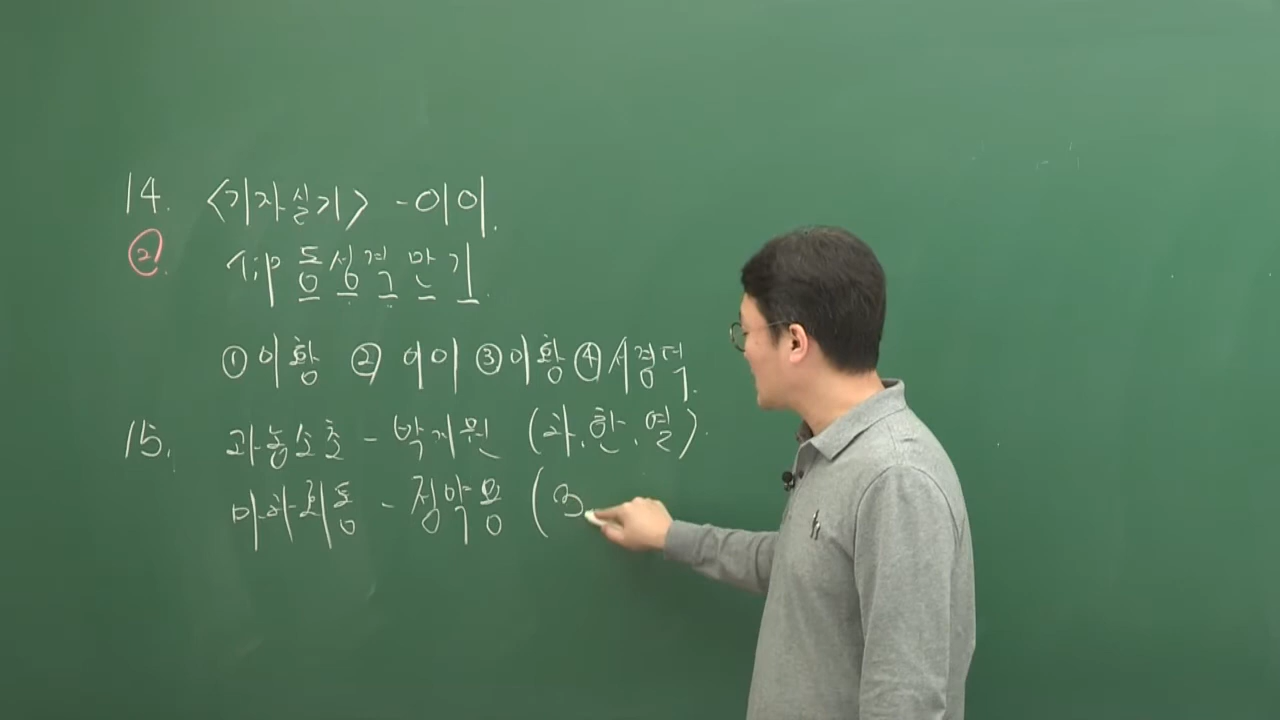 14. <기자실기> - 이이.
② Tip 동성격만기.
① 이황 ② 이이 ③ 이황 ④ 서경덕.
15. 과농소초 - 박지원 (과, 한, 열).
마과회통 - 정약용 (3